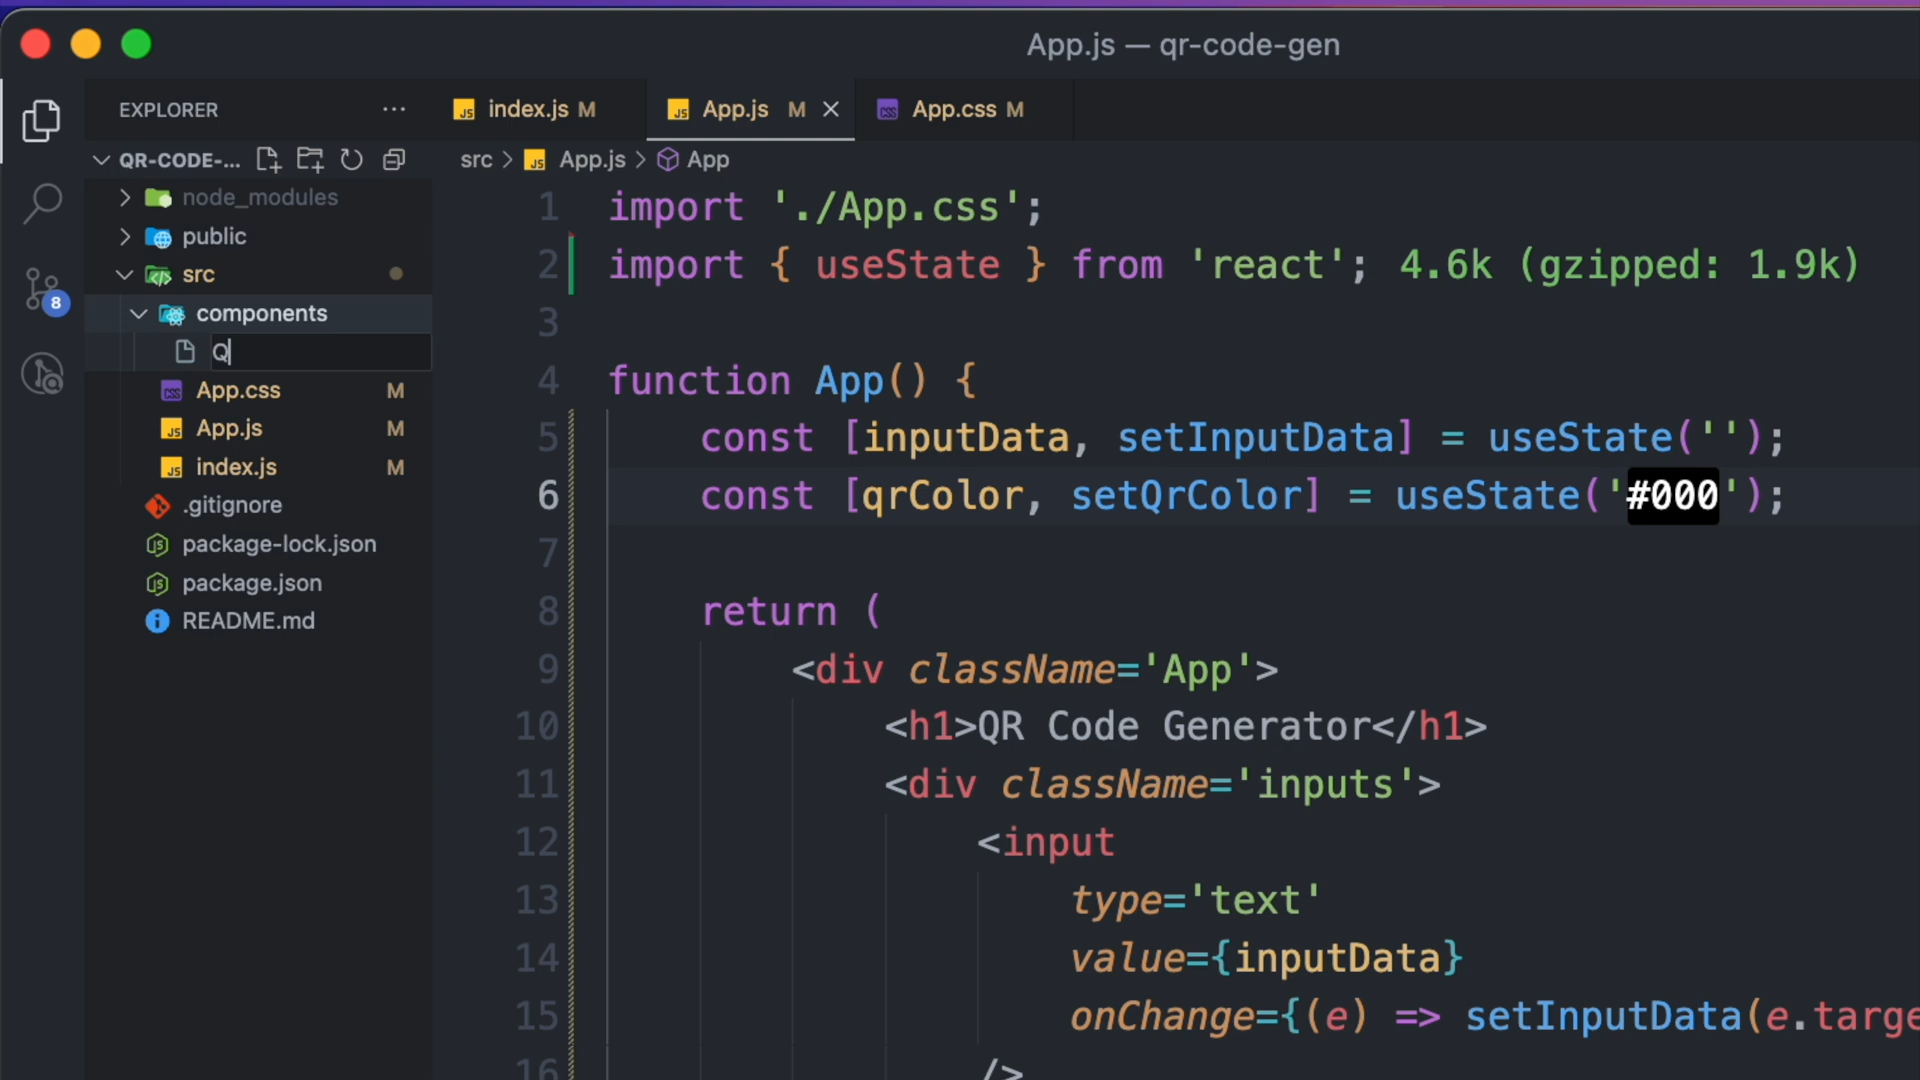 App.js — qr-code-gen
EXPLORER ···
index.js M
App.js M
App.css M
QR-CODE-...
src > App.js > App
node_modules
public
src
components
Q
App.css M
App.js M
index.js M
.gitignore
package-lock.json
package.json
README.md
8
1 import './App.css';
2 import { useState } from 'react'; 4.6k (gzipped: 1.9k)
3
4 function App() {
5 const [inputData, setInputData] = useState('');
6 const [qrColor, setQrColor] = useState('#000');
7
8 return (
9 <div className='App'>
10 <h1>QR Code Generator</h1>
11 <div className='inputs'>
12 <input
13 type='text'
14 value={inputData}
15 onChange={(e) => setInputData(e.targe
16 />